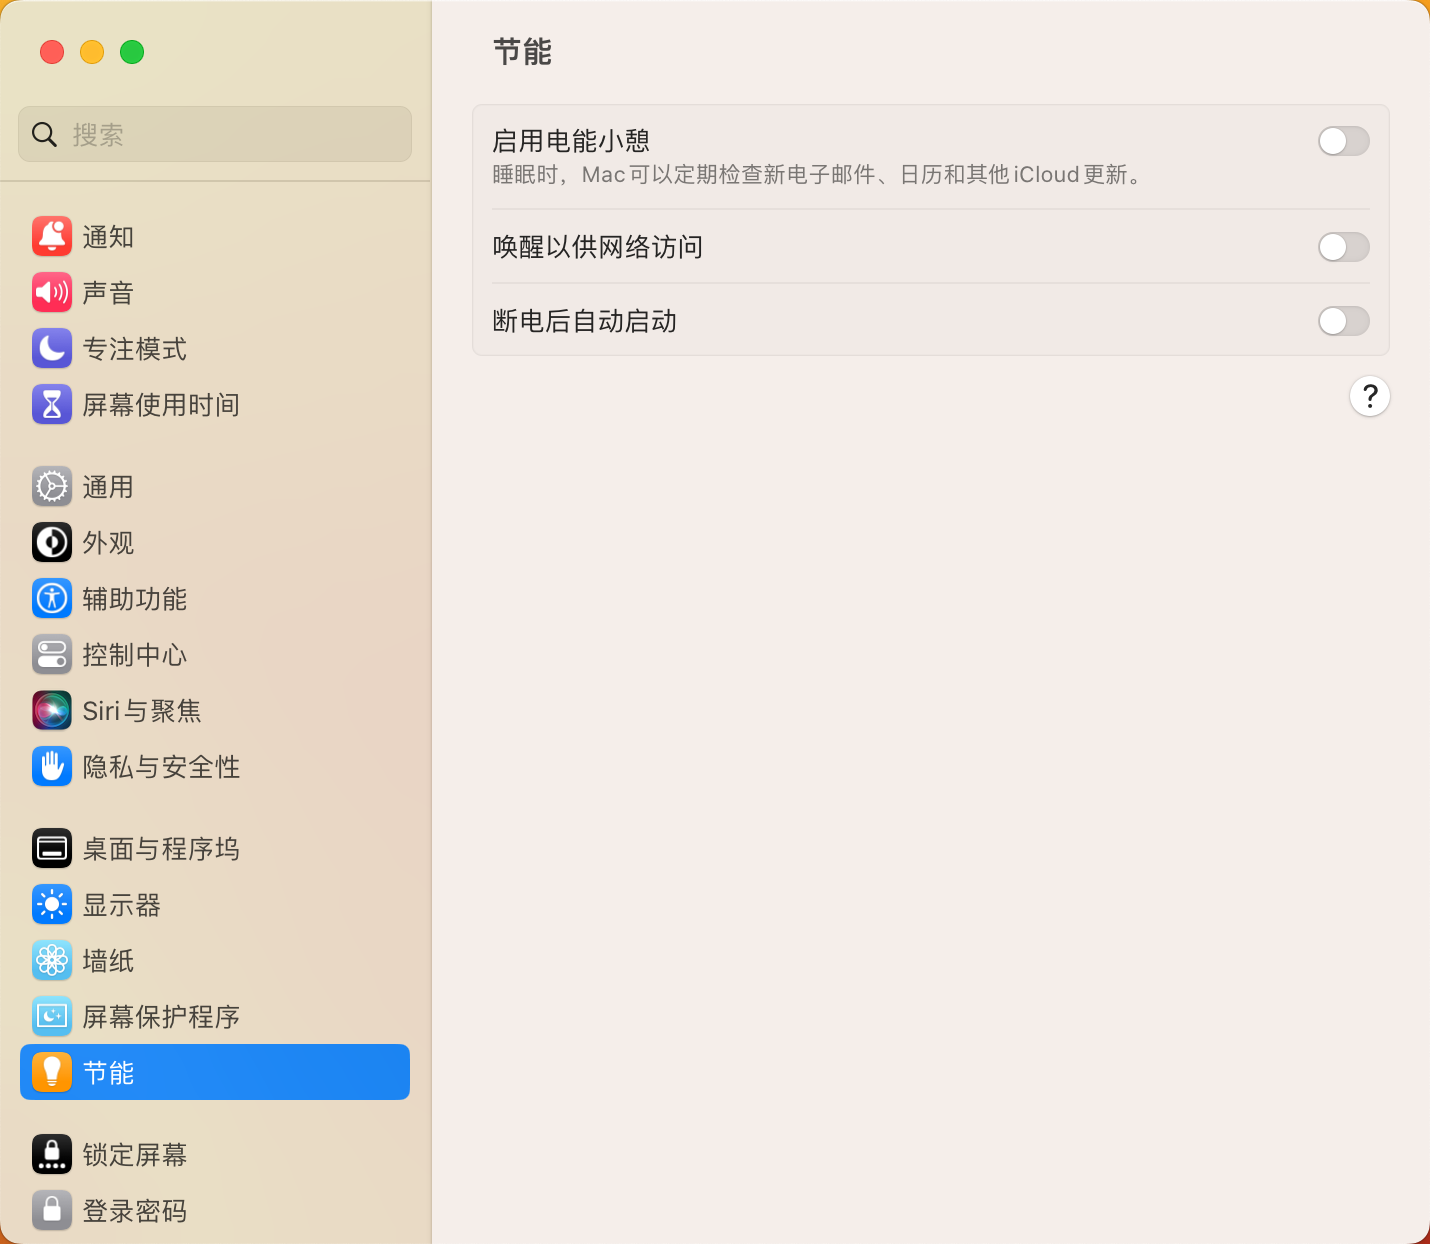 搜索
通知
声音
专注模式
屏幕使用时间
通用
外观
辅助功能
控制中心
Siri与聚焦
隐私与安全性
桌面与程序坞
显示器
墙纸
屏幕保护程序
节能
锁定屏幕
登录密码
节能
启用电能小憩
睡眠时，Mac可以定期检查新电子邮件、日历和其他iCloud更新。
唤醒以供网络访问
断电后自动启动
?